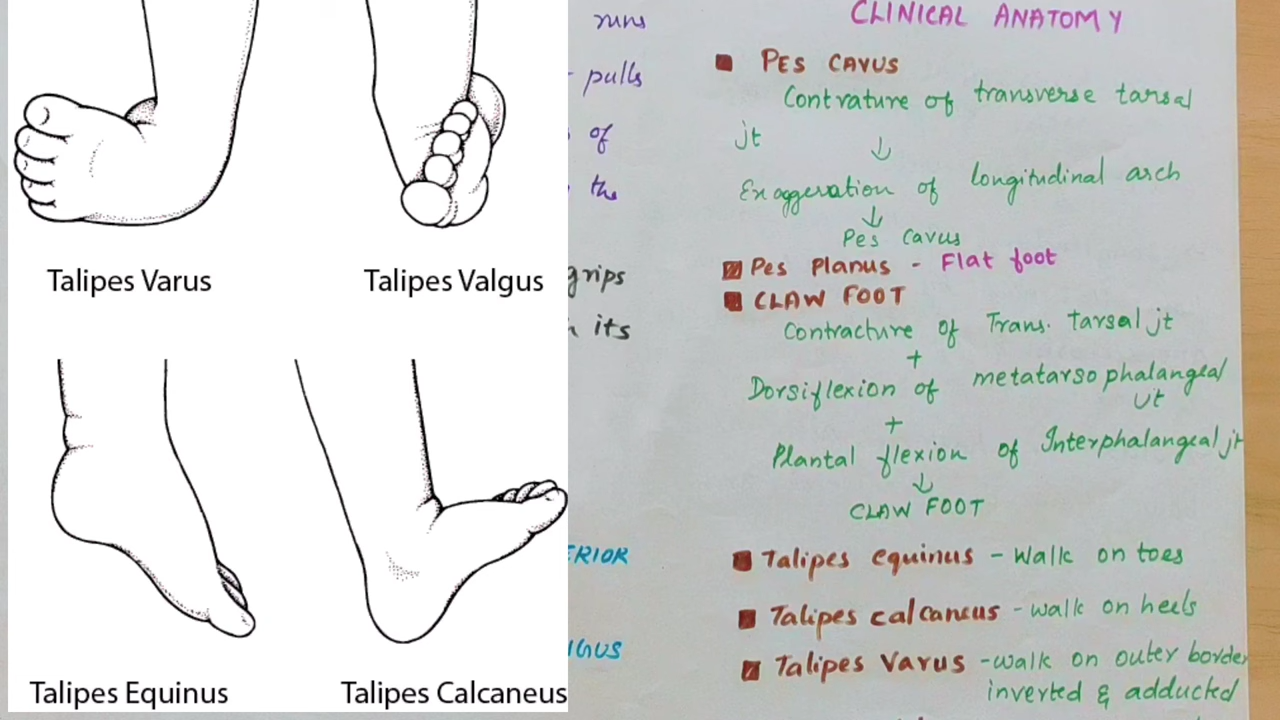 Talipes Varus
Talipes Valgus
Talipes Equinus
Talipes Calcaneus
runs
pulls
of
the
grips
its
CLINICAL ANATOMY
PES CAVUS
Contrature of transverse tarsal
jt
↓
Exaggeration of longitudinal arch
↓
Pes Cavus
Pes Planus - Flat foot
CLAW FOOT
Contracture of Trans. tarsal jt
+
Dorsiflexion of metatarsophalangeal
Jt
+
Plantal flexion of Interphalangeal jt
↓
CLAW FOOT
Talipes equinus - Walk on toes
Talipes calcaneus - walk on heels
Talipes Varus - walk on outer border
inverted & adducted